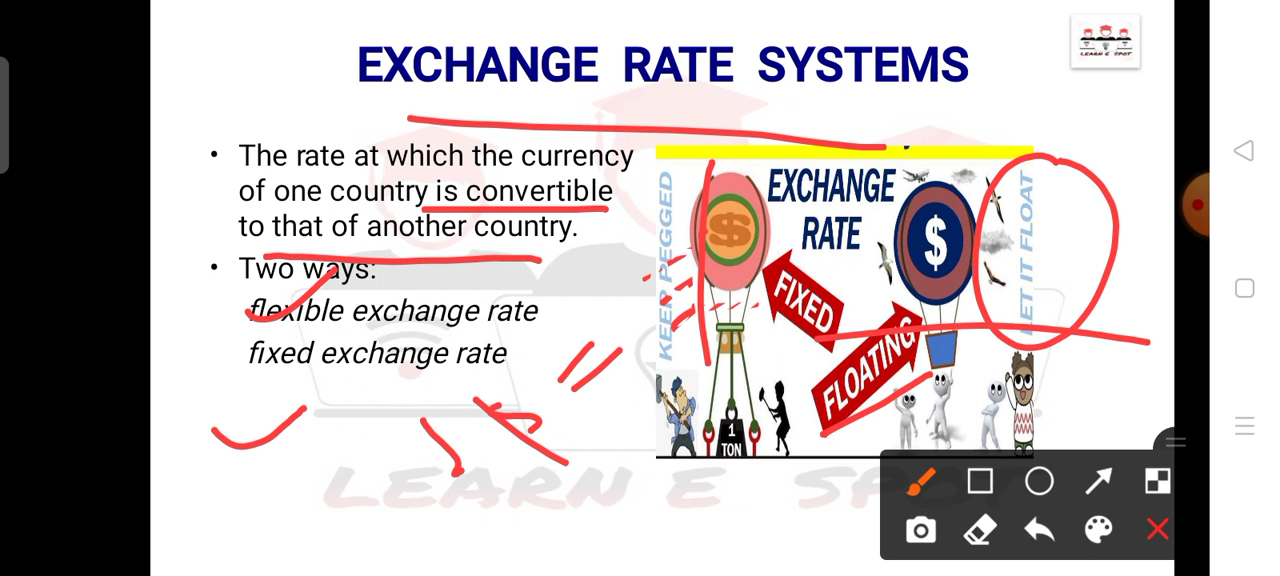 EXCHANGE RATE SYSTEMS
LEARN E SPOT
• The rate at which the currency
of one country is convertible
to that of another country.
• Two ways:
flexible exchange rate
fixed exchange rate
KEEP PEGGED
EXCHANGE
RATE
$
$
FIXED
FLOATING
LET IT FLOAT
1
TON
LEARN E SPOT